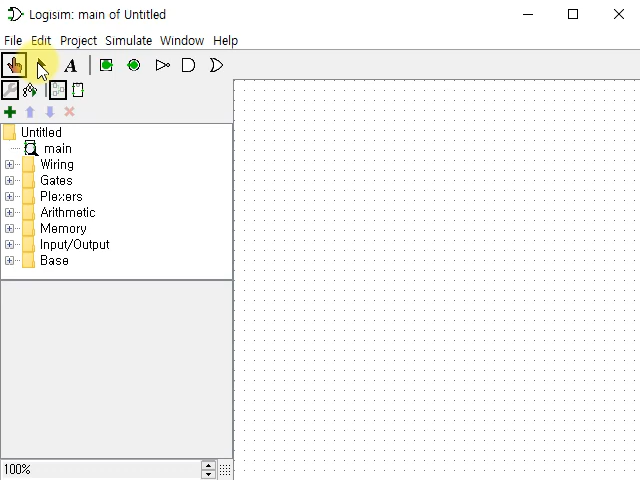 Logisim: main of Untitled
File Edit Project Simulate Window Help
A
Untitled
main
Wiring
Gates
Plexers
Arithmetic
Memory
Input/Output
Base
100%